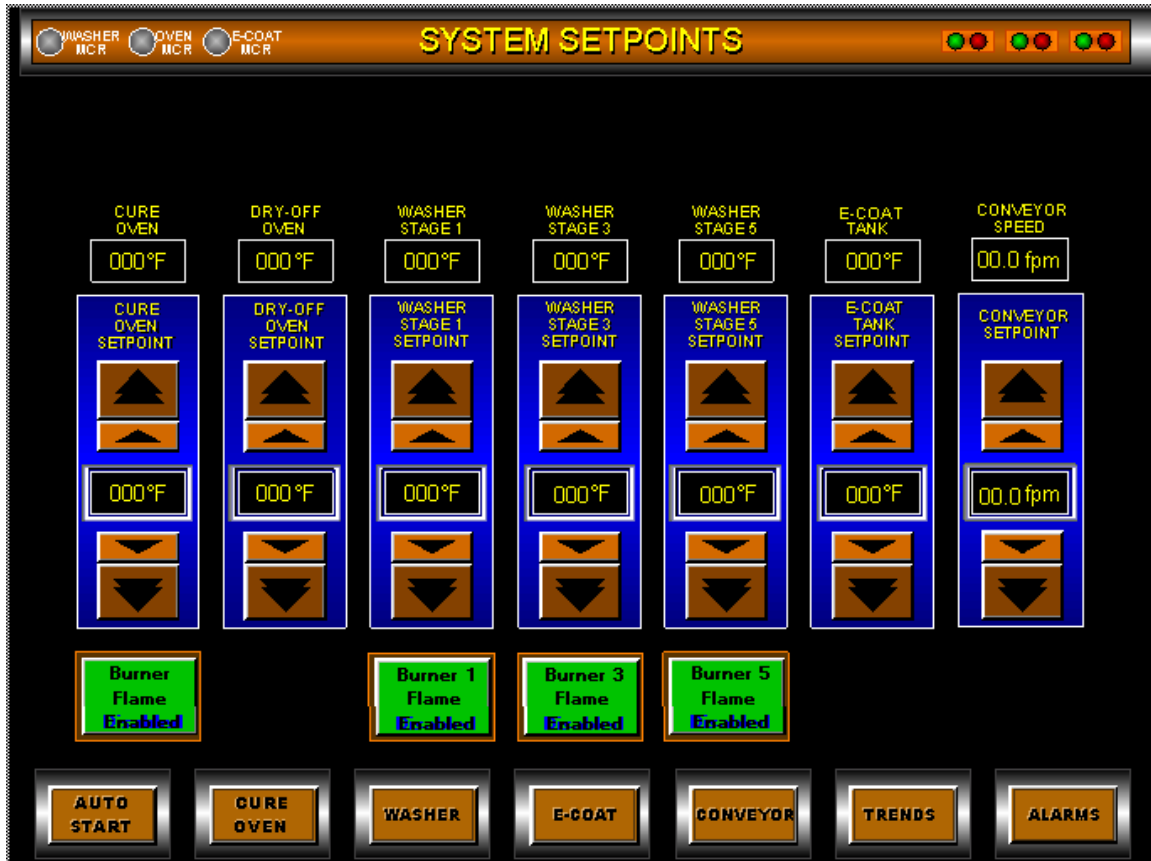 WASHER MCR
OVEN MCR
E-COAT MCR
SYSTEM SETPOINTS
CURE
OVEN
000°F
DRY-OFF
OVEN
000°F
WASHER
STAGE 1
000°F
WASHER
STAGE 3
000°F
WASHER
STAGE 5
000°F
E-COAT
TANK
000°F
CONVEYOR
SPEED
00.0 fpm
CURE
OVEN
SETPOINT
000°F
DRY-OFF
OVEN
SETPOINT
000°F
WASHER
STAGE 1
SETPOINT
000°F
WASHER
STAGE 3
SETPOINT
000°F
WASHER
STAGE 5
SETPOINT
000°F
E-COAT
TANK
SETPOINT
000°F
CONVEYOR
SETPOINT
00.0 fpm
Burner
Flame
Enabled
Burner 1
Flame
Enabled
Burner 3
Flame
Enabled
Burner 5
Flame
Enabled
AUTO
START
CURE
OVEN
WASHER
E-COAT
CONVEYOR
TRENDS
ALARMS